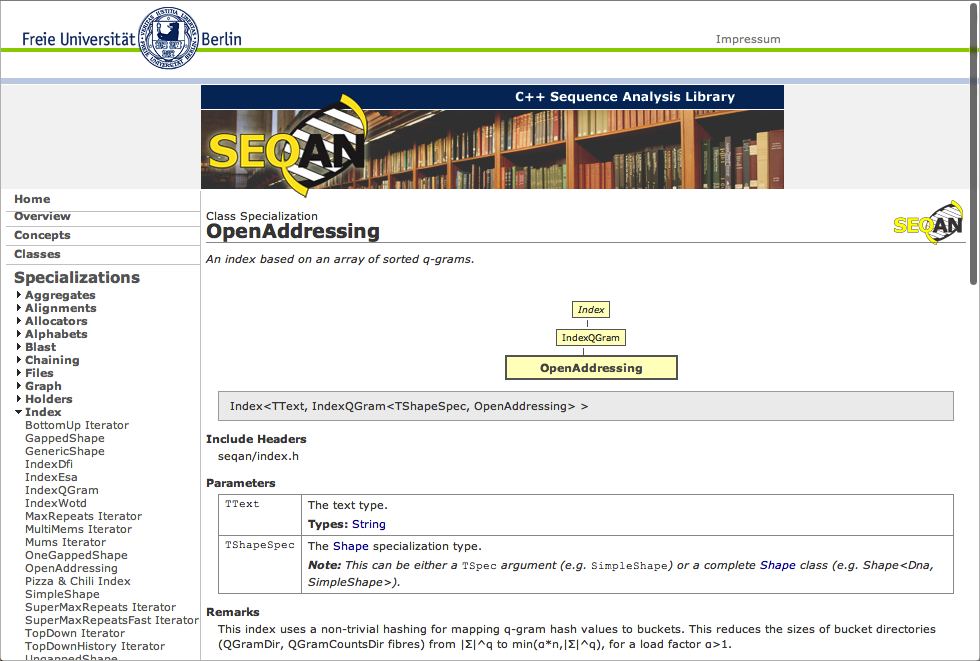 Freie Universität Berlin
Impressum
C++ Sequence Analysis Library
SEQAN
Home
Overview
Concepts
Classes
Specializations
Aggregates
Alignments
Allocators
Alphabets
Blast
Chaining
Files
Graph
Holders
Index
BottomUp Iterator
GappedShape
GenericShape
IndexDfi
IndexEsa
IndexQGram
IndexWotd
MaxRepeats Iterator
MultiMems Iterator
Mums Iterator
OneGappedShape
OpenAddressing
Pizza & Chili Index
SimpleShape
SuperMaxRepeats Iterator
SuperMaxRepeatsFast Iterator
TopDown Iterator
TopDownHistory Iterator
UngappedShape
Class Specialization
OpenAddressing
SEQAN
An index based on an array of sorted q-grams.
Index
IndexQGram
OpenAddressing
Index<TText, IndexQGram<TShapeSpec, OpenAddressing> >
Include Headers
seqan/index.h
Parameters
TText The text type.
Types: String
TShapeSpec The Shape specialization type.
Note: This can be either a TSpec argument (e.g. SimpleShape) or a complete Shape class (e.g. Shape<Dna,
SimpleShape>).
Remarks
This index uses a non-trivial hashing for mapping q-gram hash values to buckets. This reduces the sizes of bucket directories
(QGramDir, QGramCountsDir fibres) from |Σ|^q to min(α*n,|Σ|^q), for a load factor α>1.